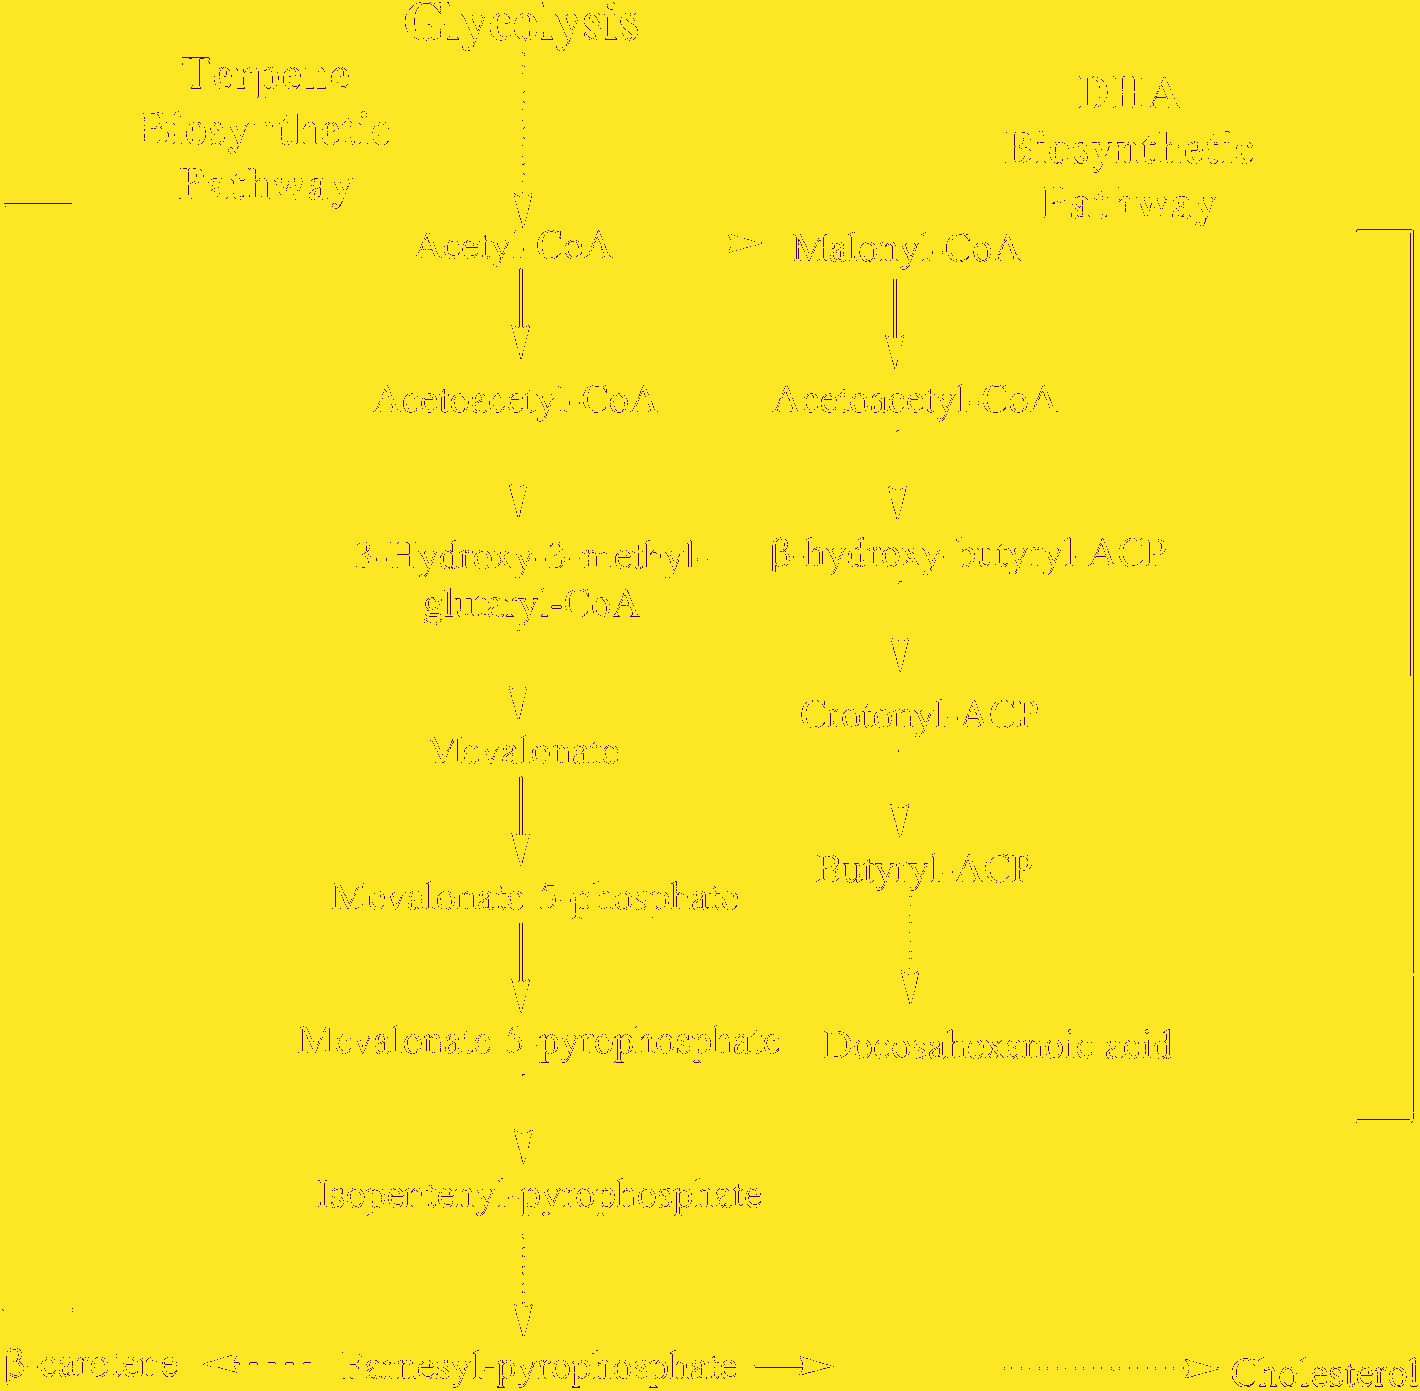 Glycolysis
Terpene
Biosynthetic
Pathway
DHA
Biosynthetic
Pathway
Acetyl-CoA
Malonyl-CoA
Acetoacetyl-CoA
Acetoacetyl-CoA
3-Hydroxy-3-methyl-
glutaryl-CoA
β-hydroxy-butyryl-ACP
Crotonyl-ACP
Mevalonate
Butyryl-ACP
Mevalonate-5-phosphate
Mevalonate-5-pyrophosphate
Docosahexanoic acid
Isopentenyl-pyrophosphate
β-carotene
Farnesyl-pyrophosphate
Cholesterol